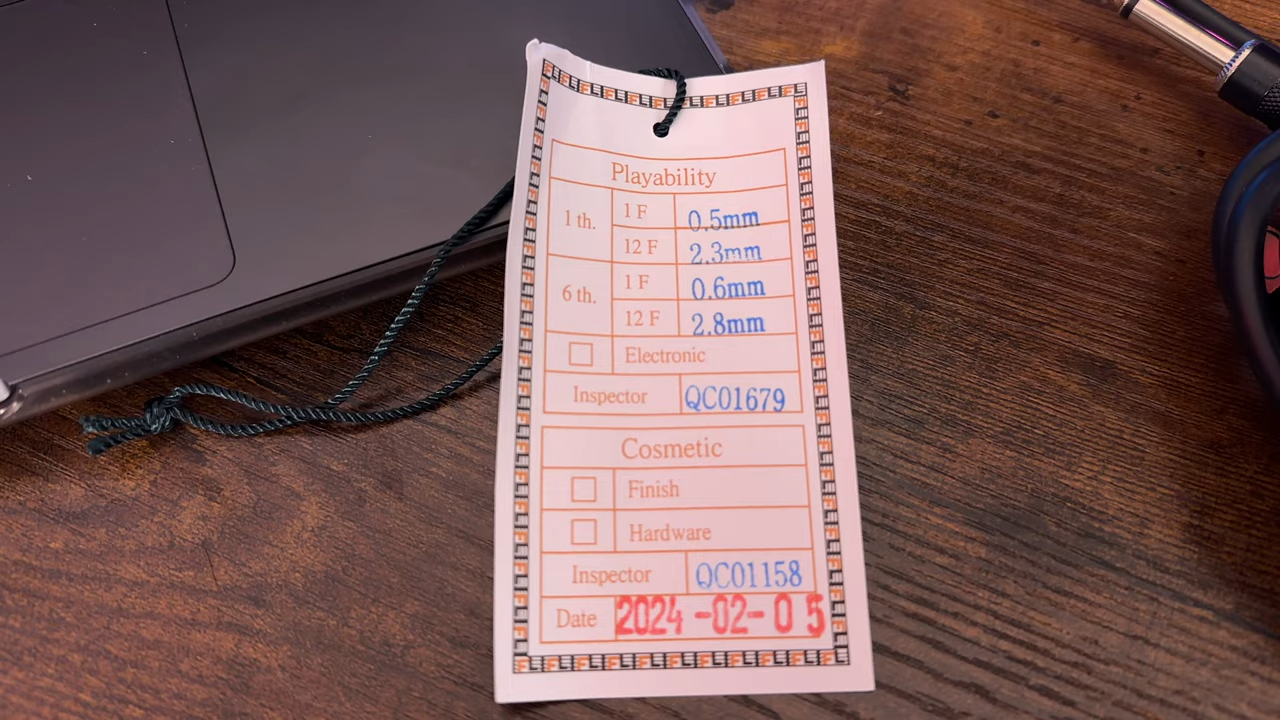 Playability
1 th. 1 F 0.5mm
12 F 2.3mm
6 th. 1 F 0.6mm
12 F 2.8mm
Electronic
Inspector QC01679
Cosmetic
Finish
Hardware
Inspector QC01158
Date 2024-02-05